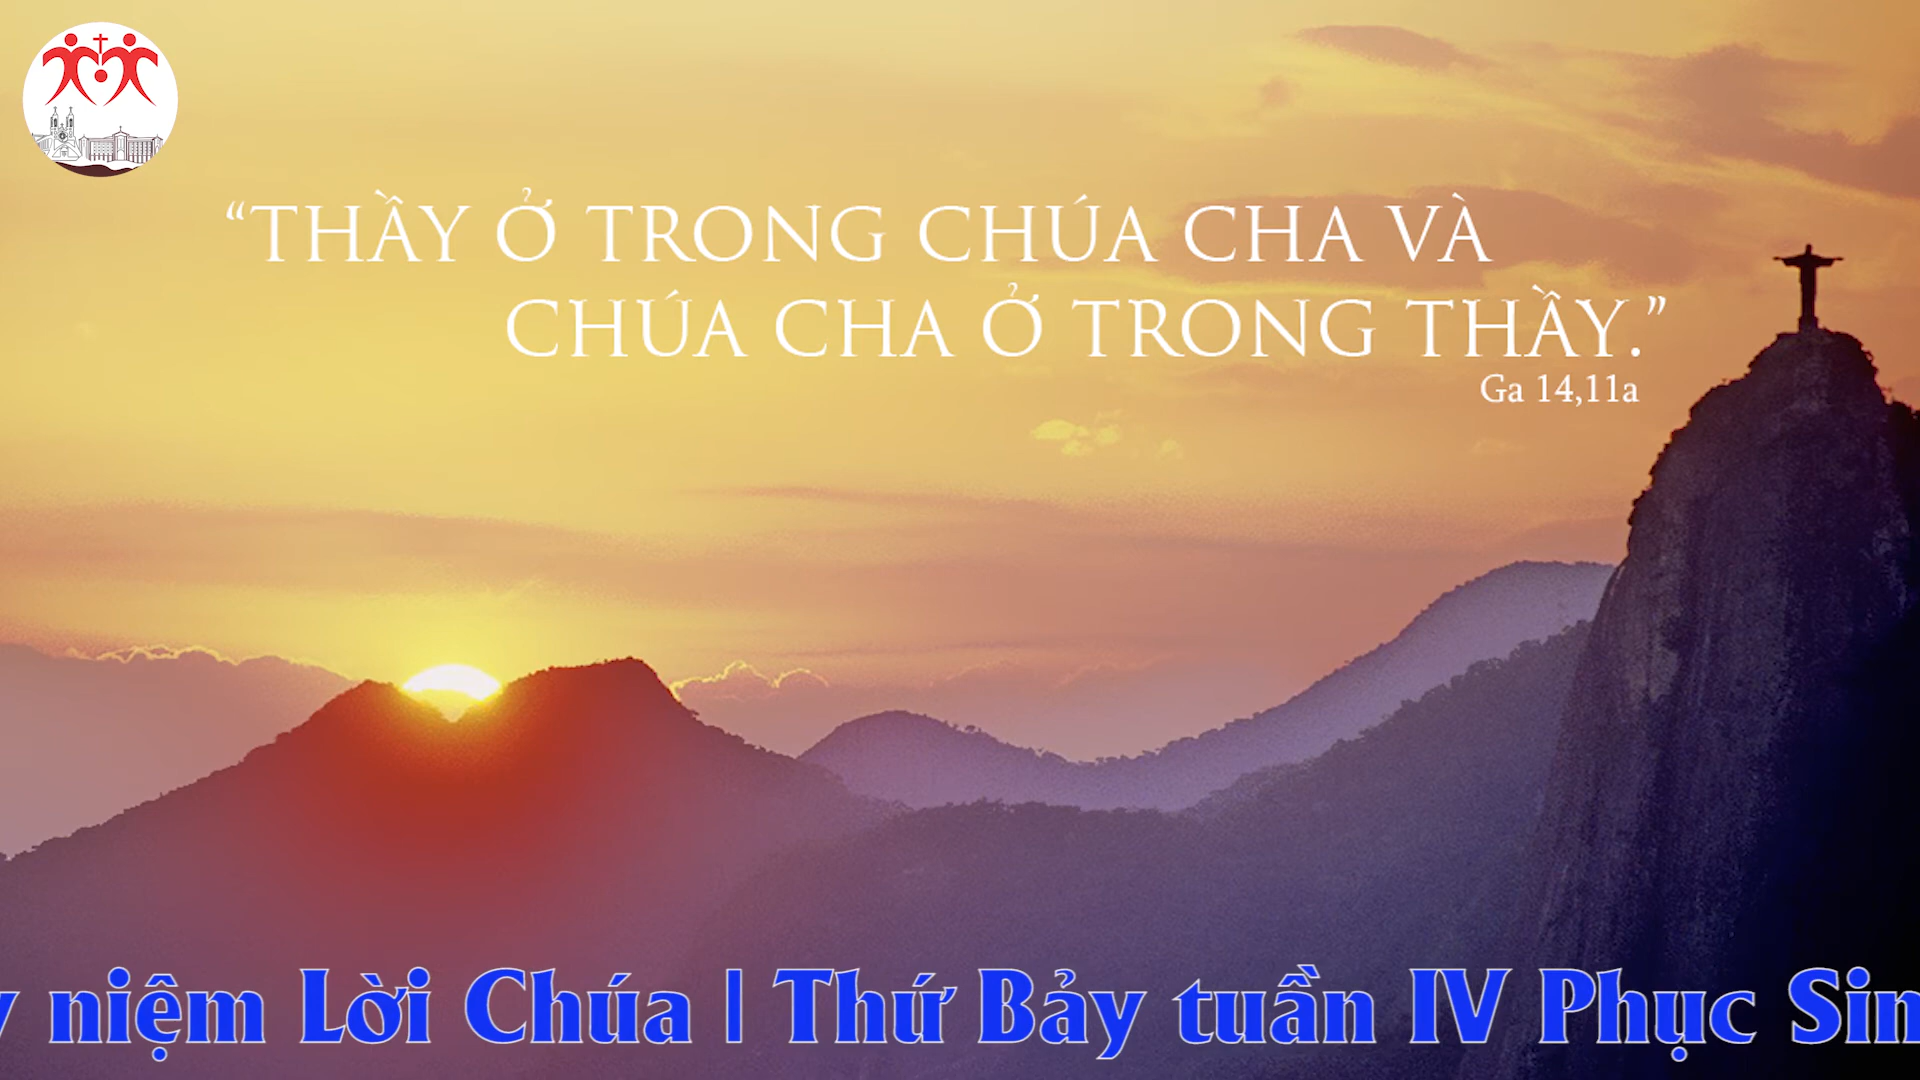 “THẦY Ở TRONG CHÚA CHA VÀ
CHÚA CHA Ở TRONG THẦY.”
Ga 14,11a
niệm Lời Chúa | Thứ Bảy tuần IV Phục Sin